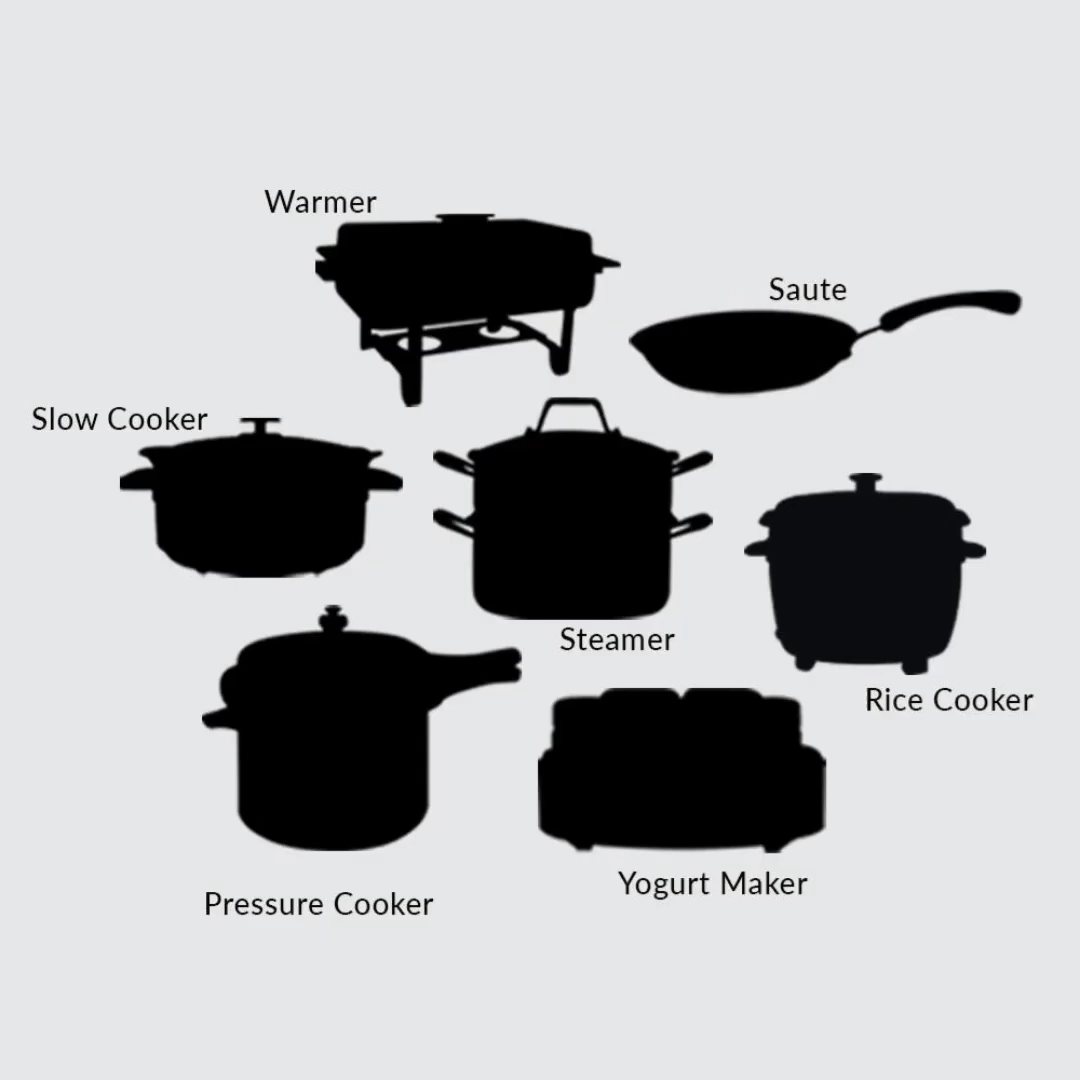 Warmer
Saute
Slow Cooker
Steamer
Rice Cooker
Yogurt Maker
Pressure Cooker